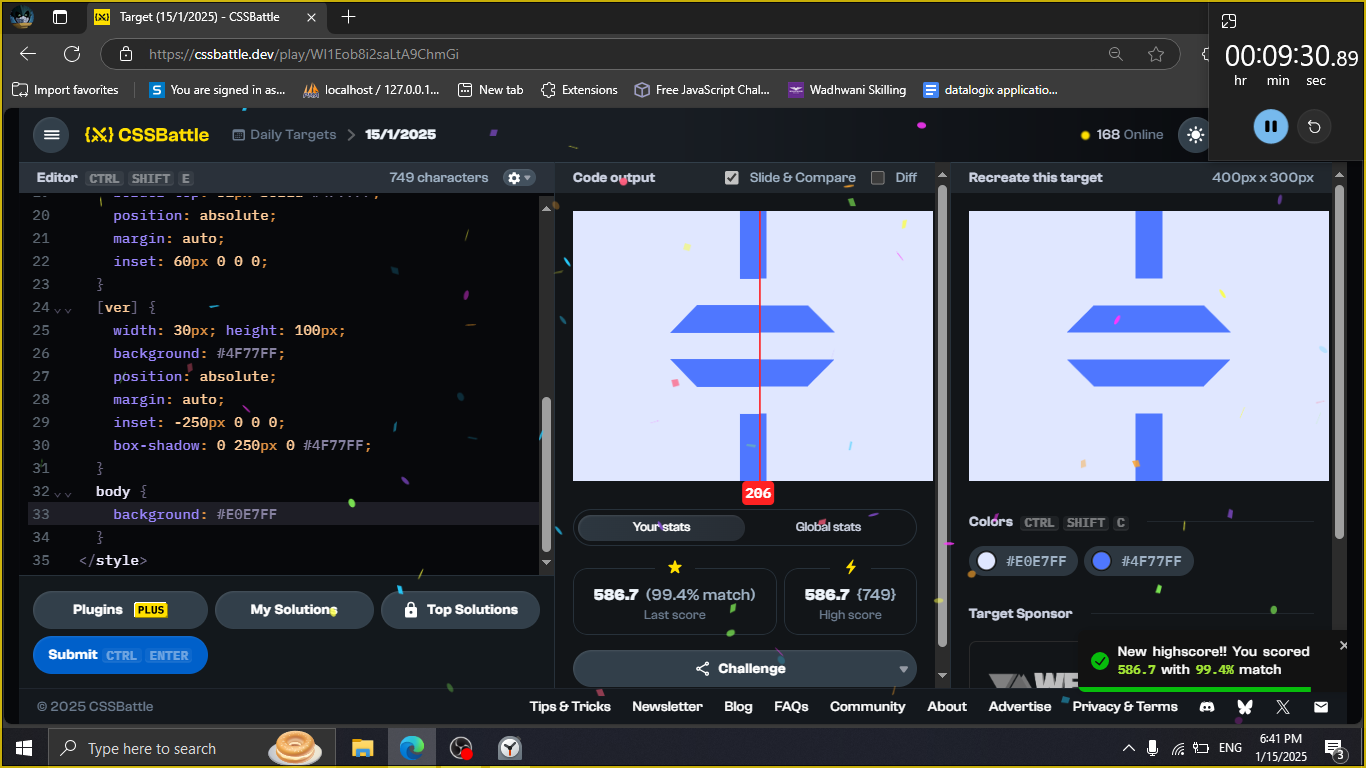 Target (15/1/2025) - CSSBattle
https://cssbattle.dev/play/WI1Eob8i2saLtA9ChmGi
00:09:30.89
hr min sec
Import favorites
You are signed in as...
localhost / 127.0.0.1...
New tab
Extensions
Free JavaScript Chal...
Wadhwani Skilling
datalogix applicatio...
{X} CSSBattle
Daily Targets > 15/1/2025
168 Online
Editor CTRL SHIFT E
749 characters
Code output
Slide & Compare
Diff
Recreate this target
400px x 300px
20 position: absolute;
21 margin: auto;
22 inset: 60px 0 0 0;
23 }
24 [ver] {
25 width: 30px; height: 100px;
26 background: #4F77FF;
27 position: absolute;
28 margin: auto;
29 inset: -250px 0 0 0;
30 box-shadow: 0 250px 0 #4F77FF;
31 }
32 body {
33 background: #E0E7FF
34 }
35 </style>
206
Your stats
Global stats
586.7 (99.4% match)
Last score
586.7 {749}
High score
Challenge
Colors CTRL SHIFT C
#E0E7FF
#4F77FF
Target Sponsor
WE
New highscore!! You scored
586.7 with 99.4% match
Plugins PLUS
My Solutions
Top Solutions
Submit CTRL ENTER
© 2025 CSSBattle
Tips & Tricks
Newsletter
Blog
FAQs
Community
About
Advertise
Privacy & Terms
Type here to search
ENG
6:41 PM
1/15/2025
3